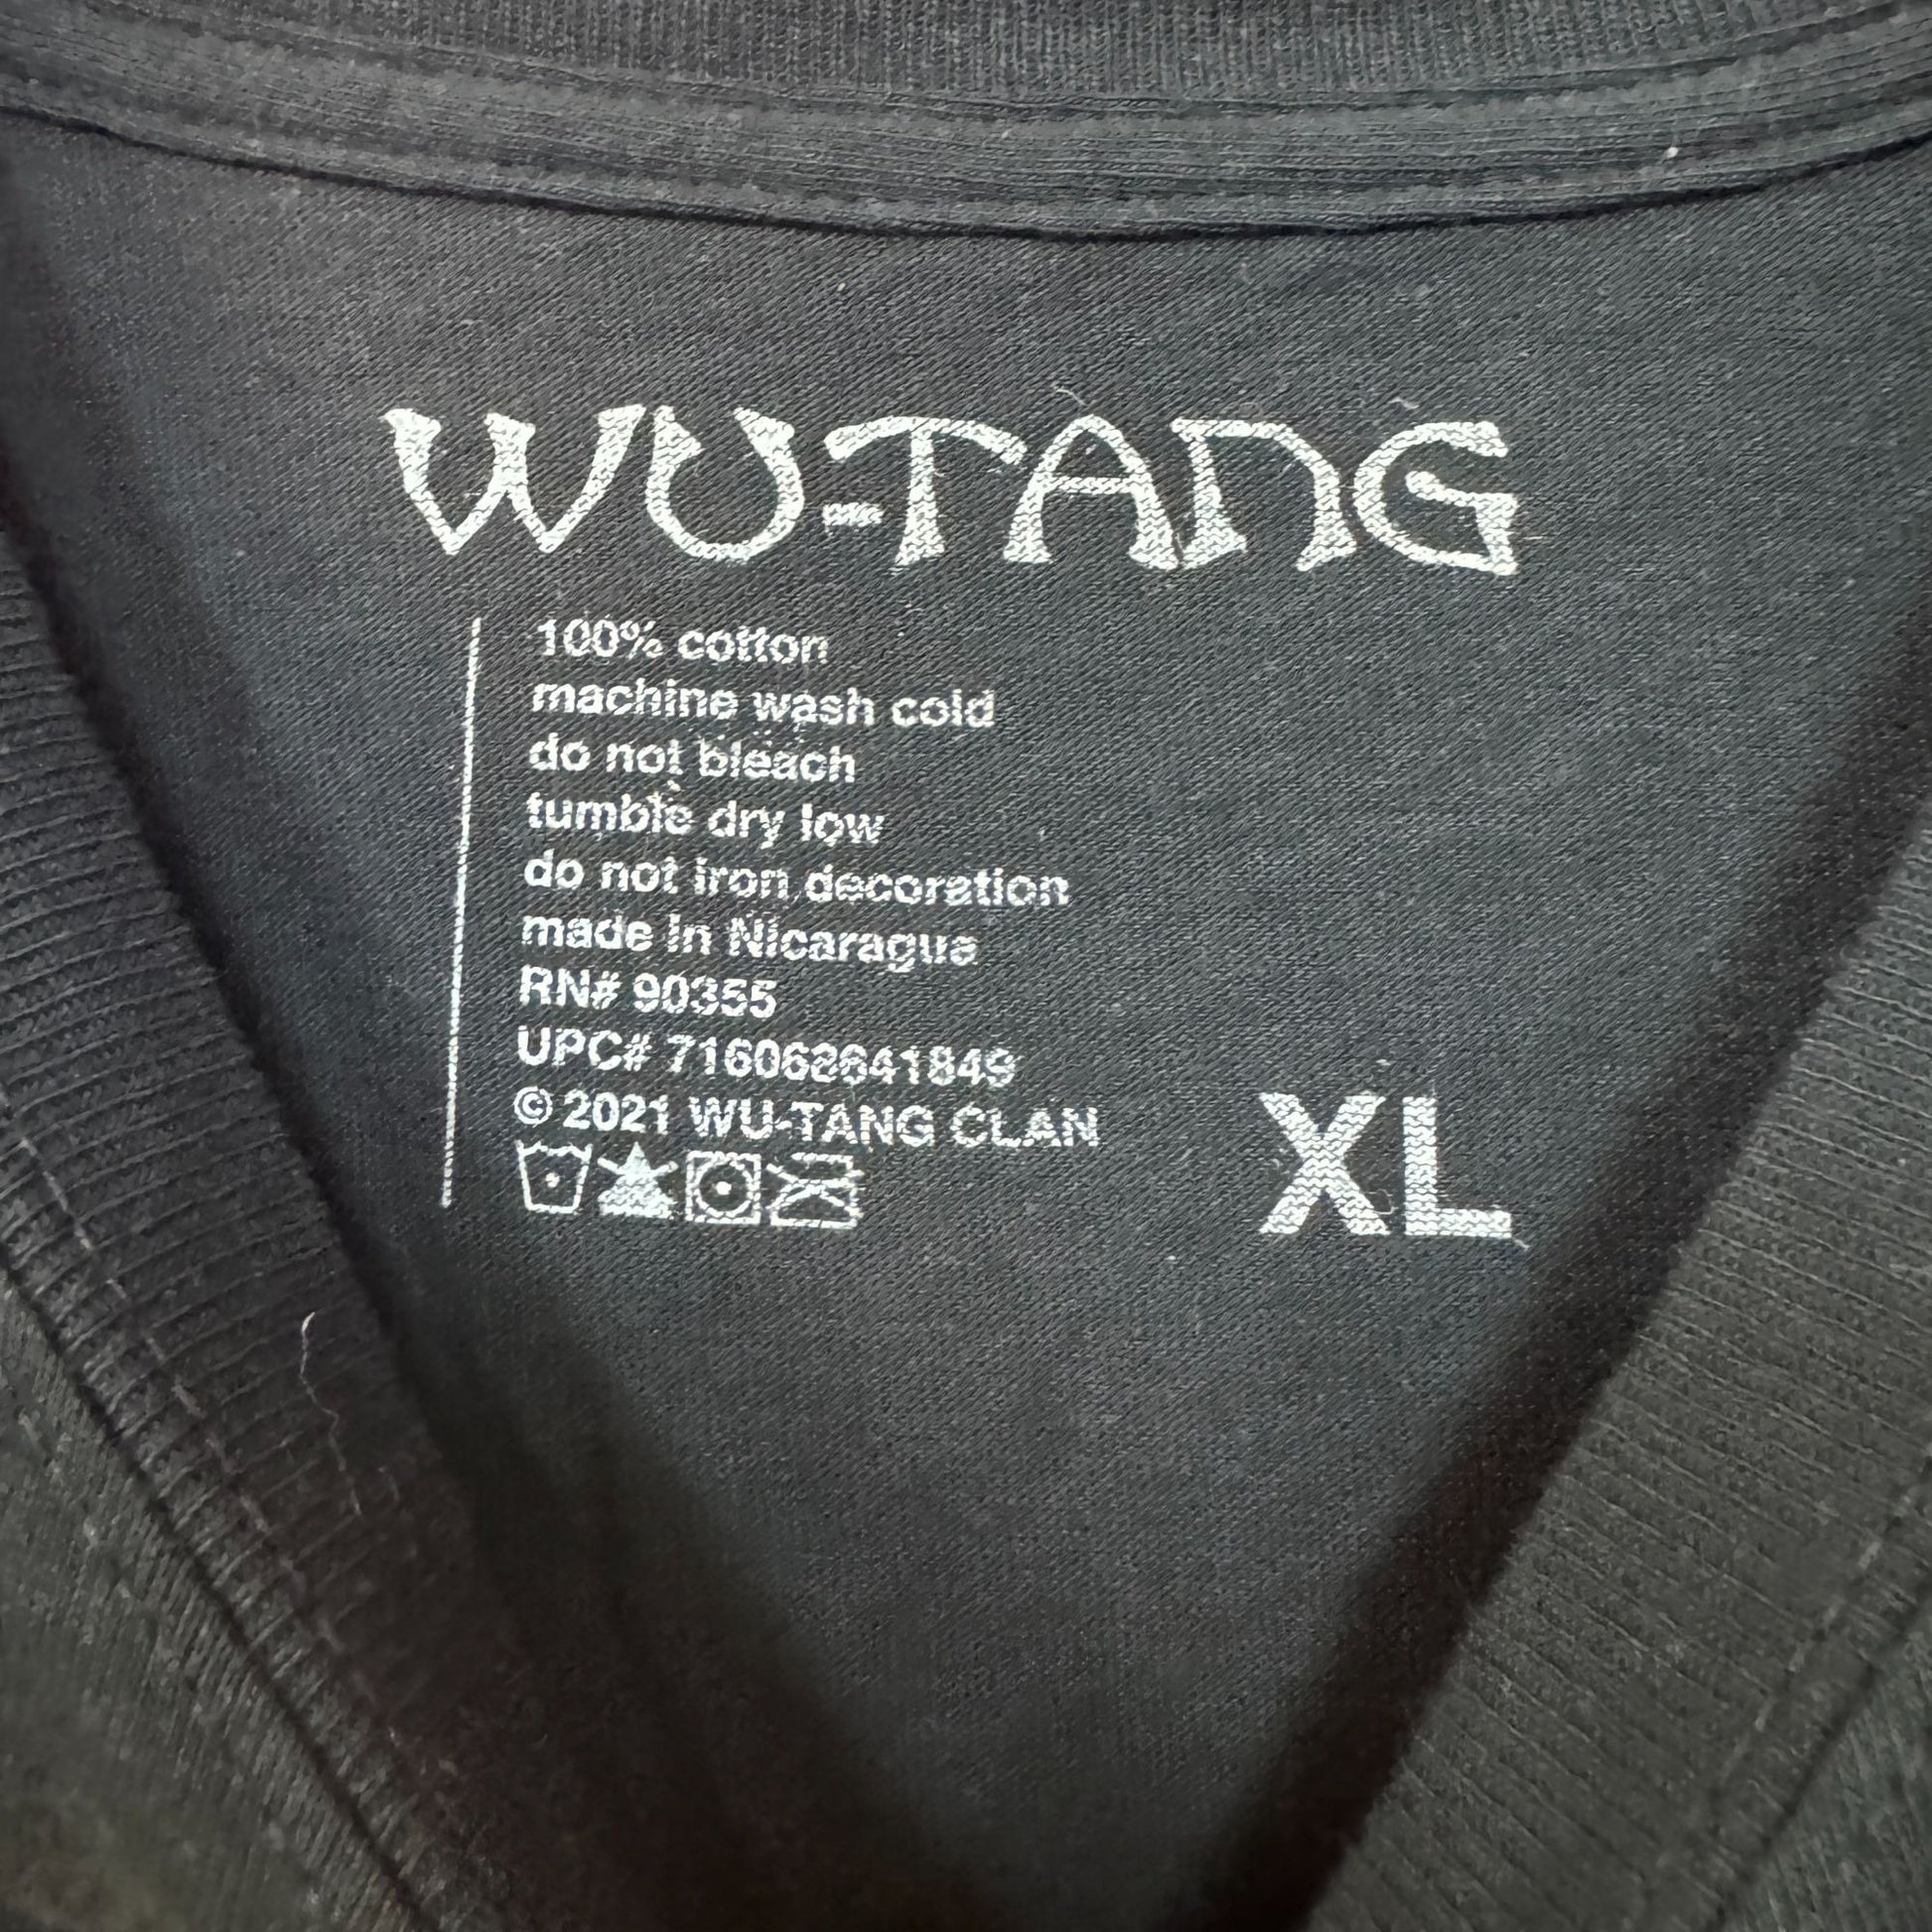 WU-TANG
100% cotton
machine wash cold
do not bleach
tumble dry low
do not iron decoration
made in Nicaragua
RN# 90355
UPC# 716068641849
© 2021 WU-TANG CLAN
XL